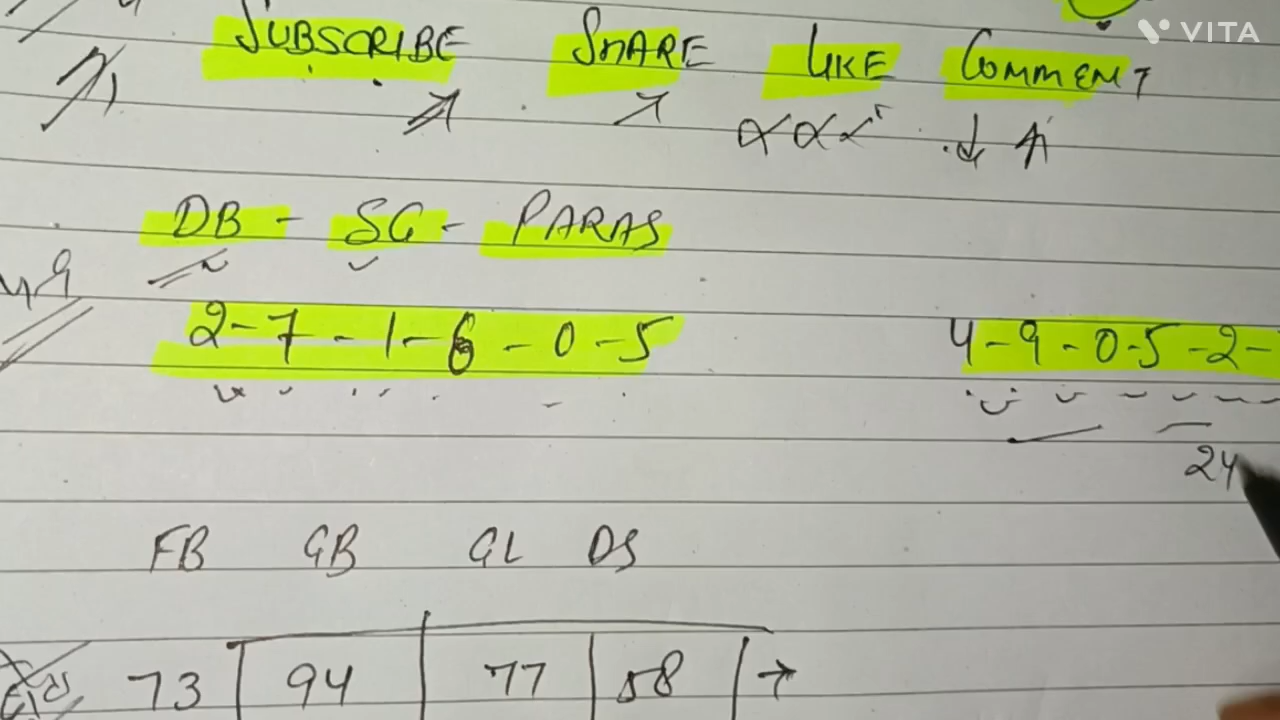 VITA
SUBSCRIBE SHARE LIKE COMMENT
DB - SG - PARAS
49
2-7-1-6-0-5 4-9-0-5-2-
24
FB GB GL DS
73 94 77 58 →